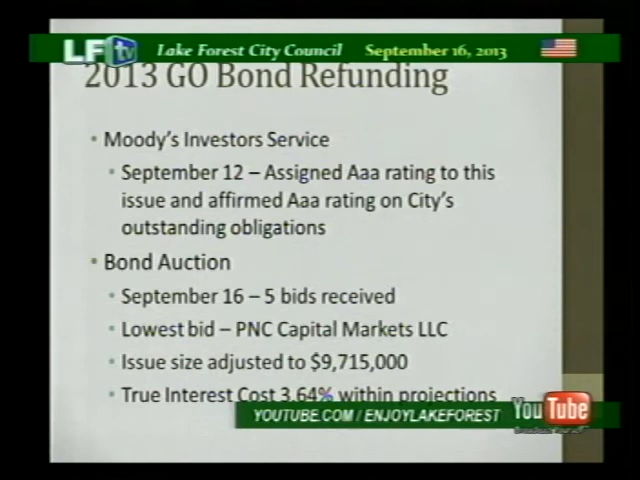 LFtv Lake Forest City Council September 16, 2013
2013 GO Bond Refunding
• Moody's Investors Service
• September 12 – Assigned Aaa rating to this
issue and affirmed Aaa rating on City's
outstanding obligations
• Bond Auction
• September 16 – 5 bids received
• Lowest bid – PNC Capital Markets LLC
• Issue size adjusted to $9,715,000
• True Interest Cost 3.64% within projections
YOUTUBE.COM / ENJOYLAKEFOREST YouTube